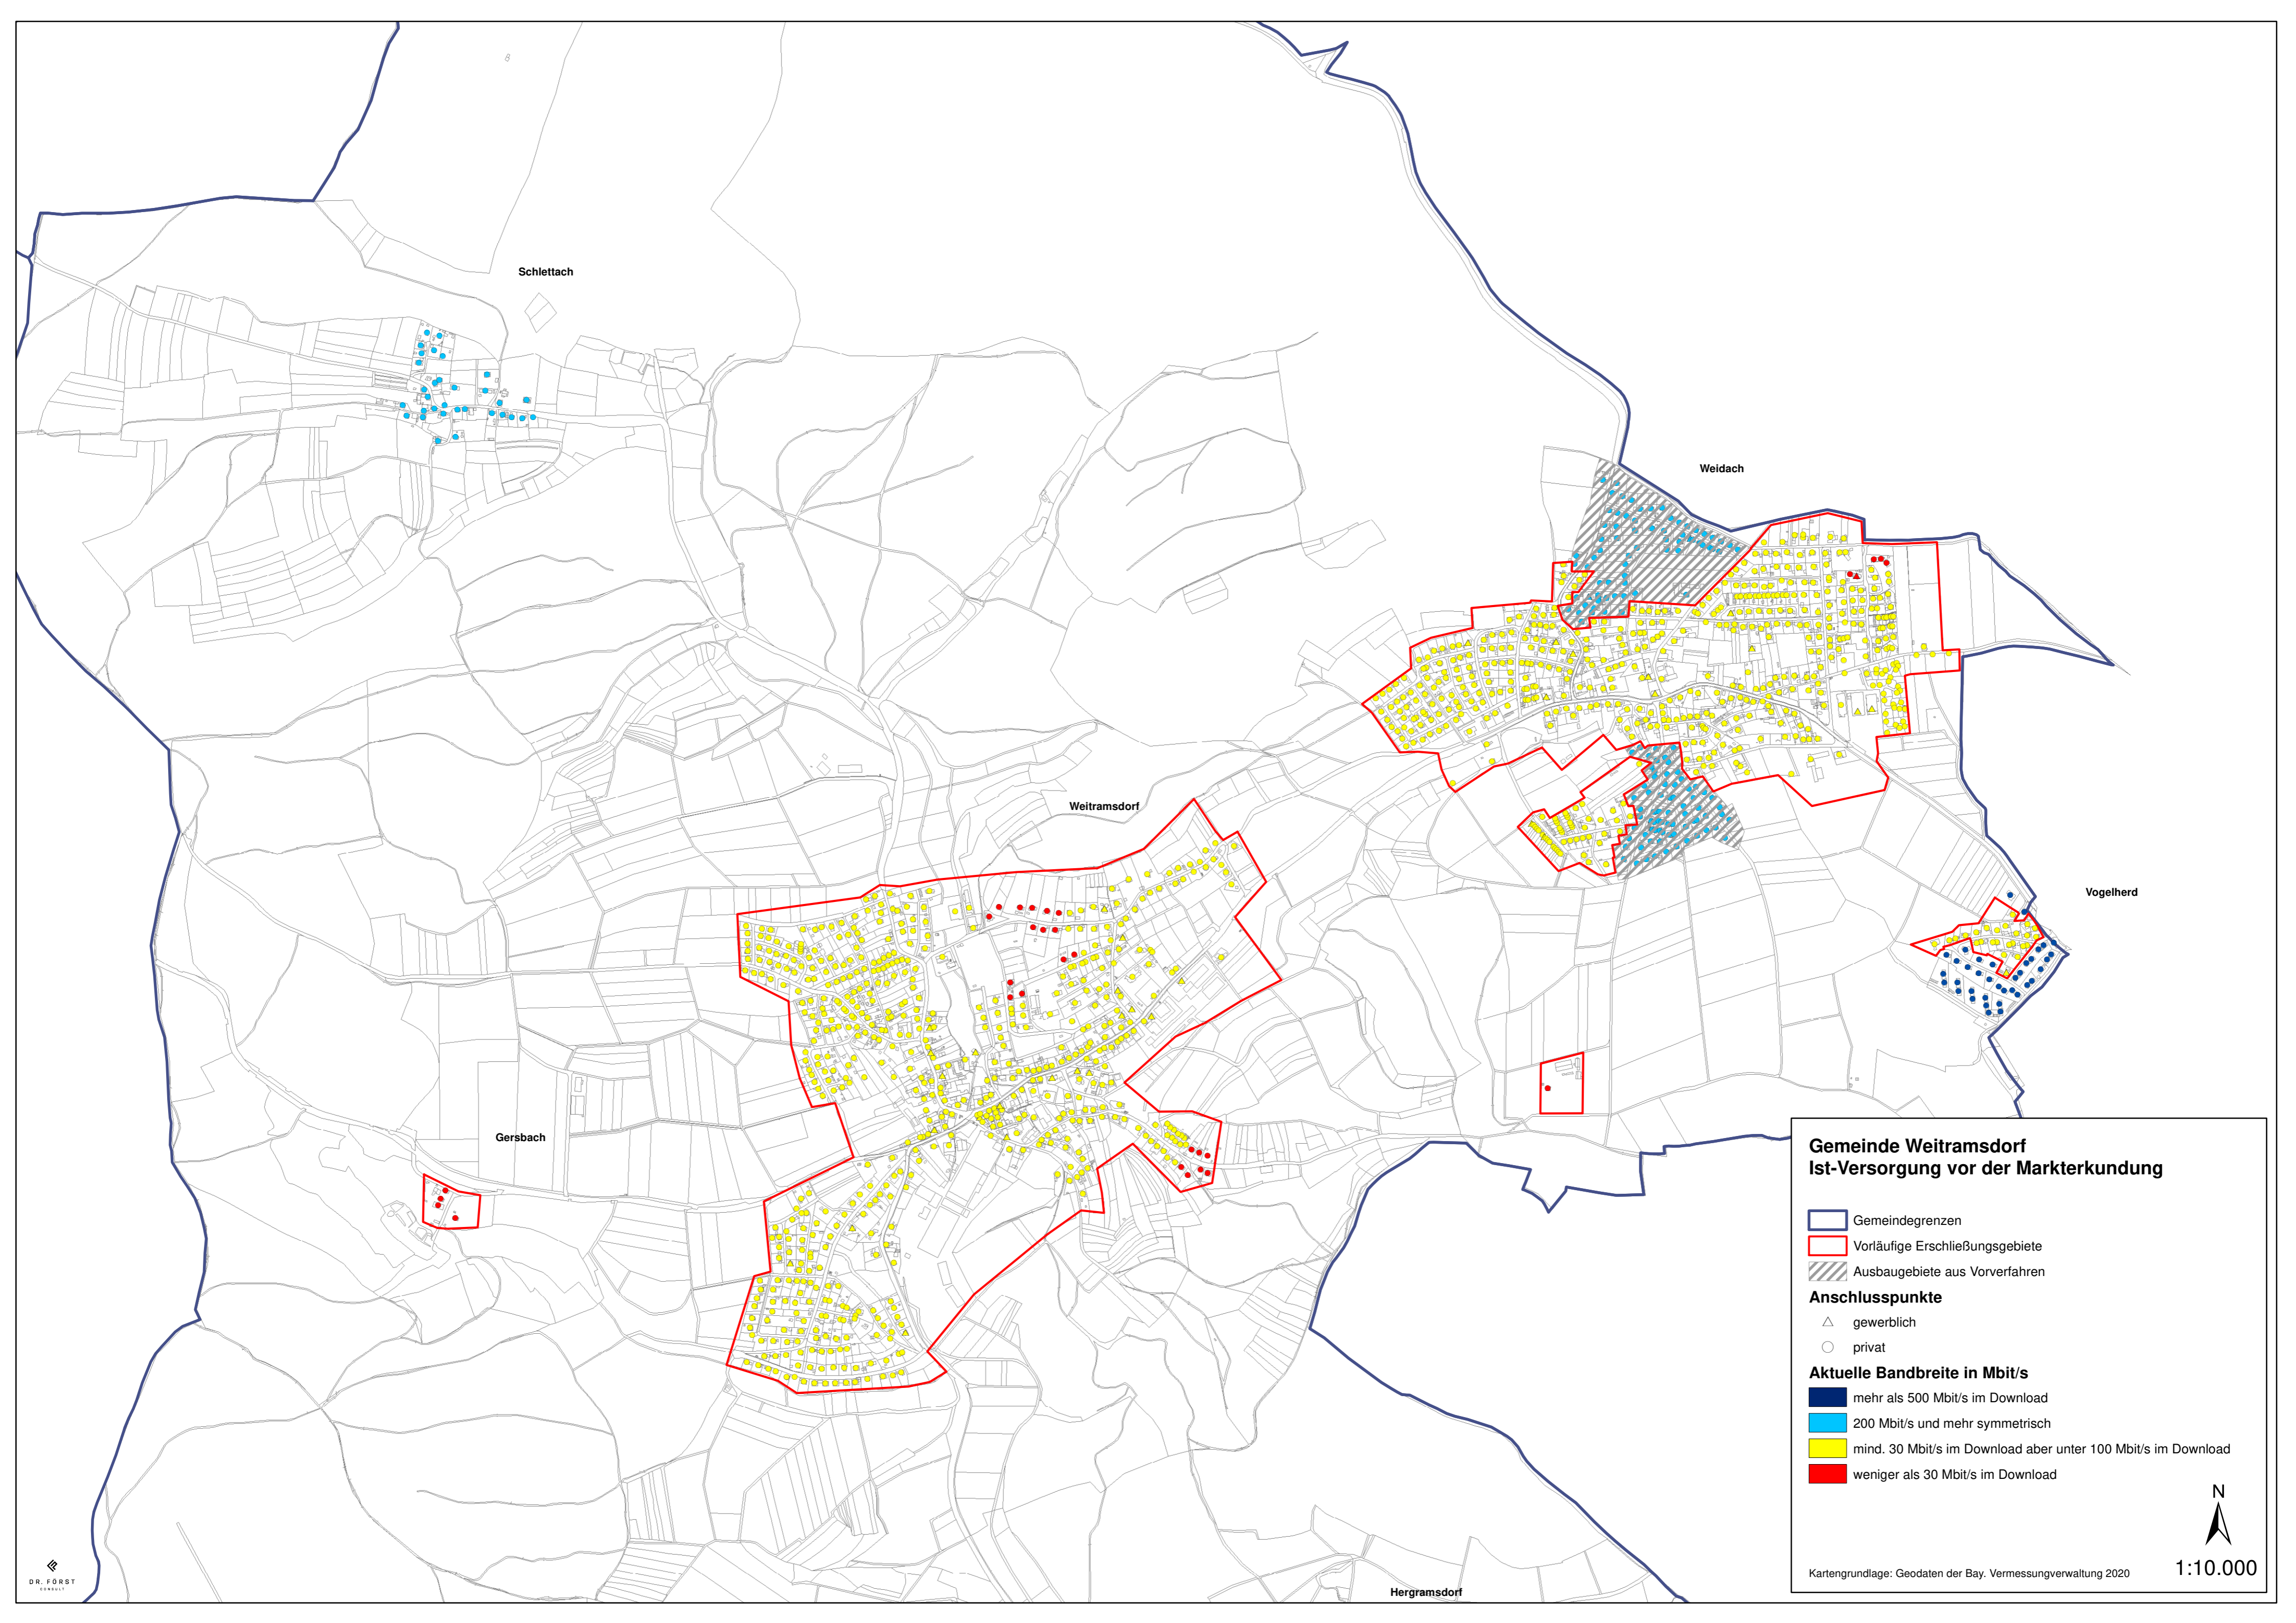 Schlettach
Weidach
Weitramsdorf
Vogelherd
Gersbach
Hergramsdorf
Gemeinde Weitramsdorf
Ist-Versorgung vor der Markterkundung
Gemeindegrenzen
Vorläufige Erschließungsgebiete
Ausbaugebiete aus Vorverfahren
Anschlusspunkte
gewerblich
privat
Aktuelle Bandbreite in Mbit/s
mehr als 500 Mbit/s im Download
200 Mbit/s und mehr symmetrisch
mind. 30 Mbit/s im Download aber unter 100 Mbit/s im Download
weniger als 30 Mbit/s im Download
N
1:10.000
Kartengrundlage: Geodaten der Bay. Vermessungverwaltung 2020
DR. FÖRST
CONSULT